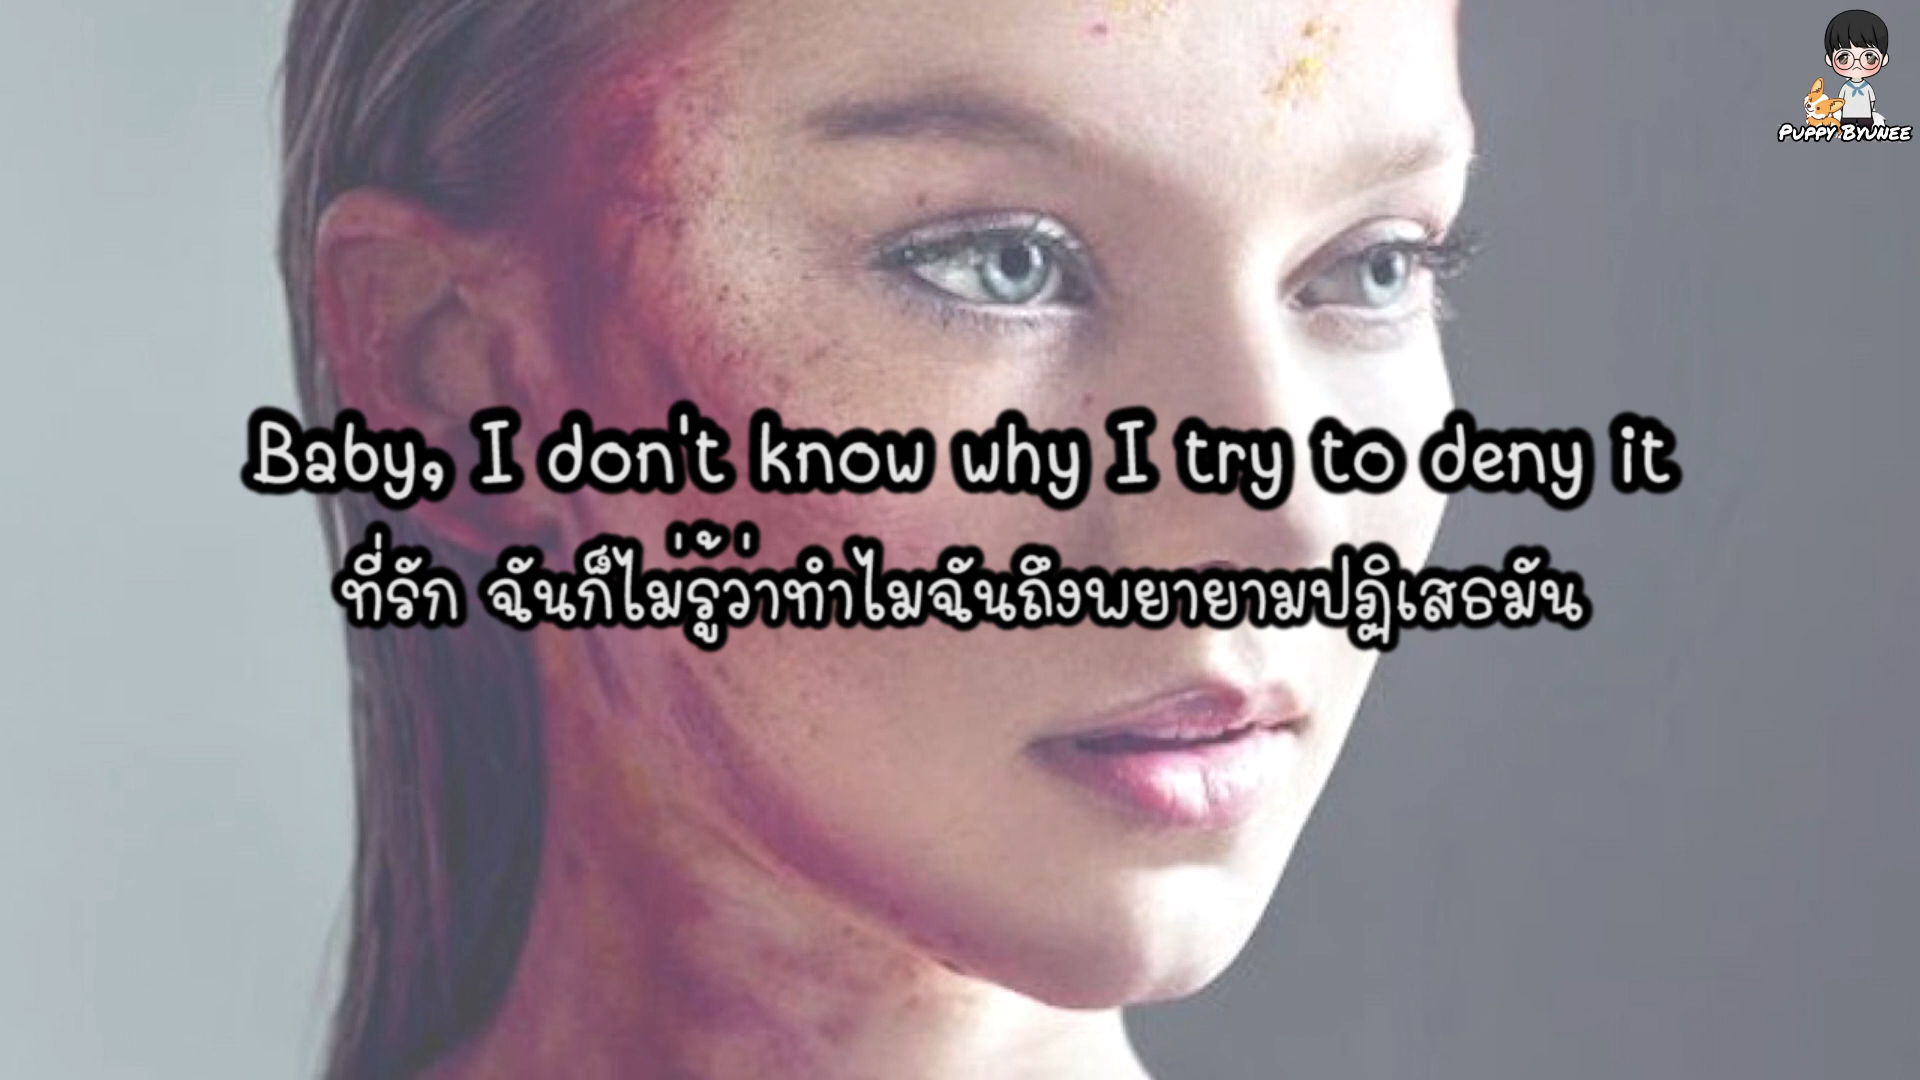 PUPPY BYUNEE
Baby, I don't know why I try to deny it
ที่รัก ฉันก็ไม่รู้ว่าทำไมฉันถึงพยายามปฏิเสธมัน